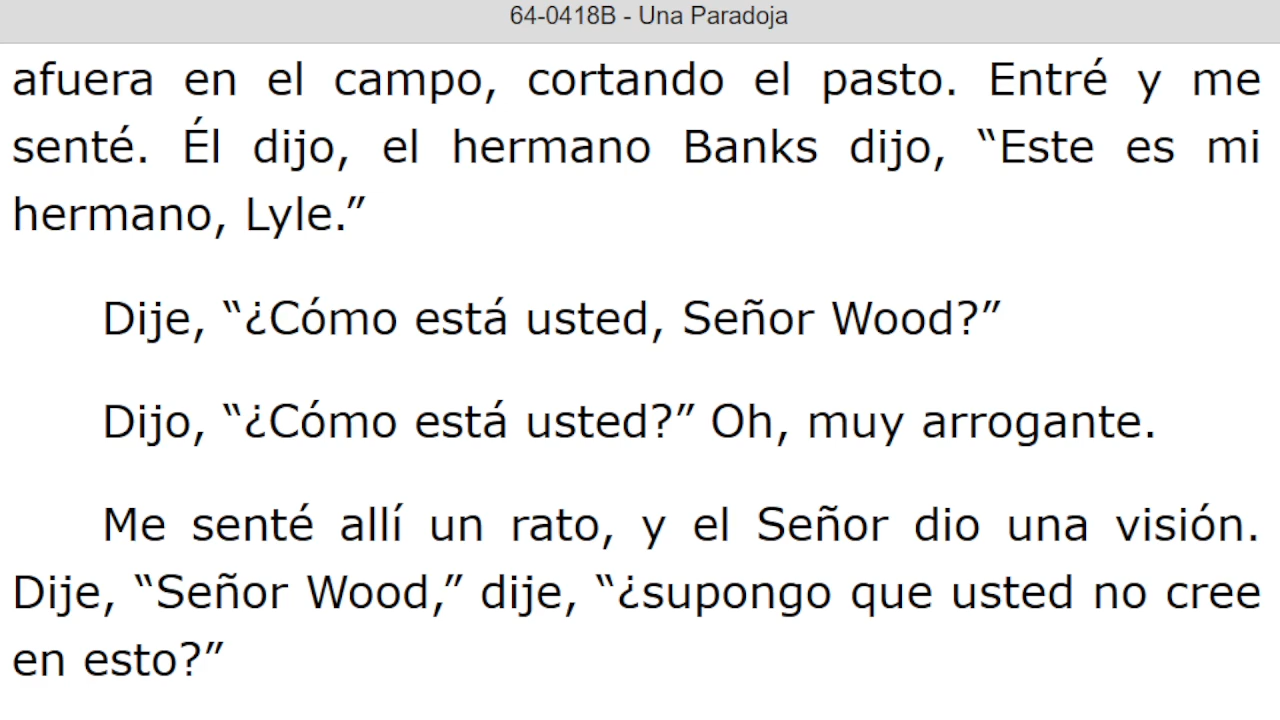 64-0418B - Una Paradoja
afuera en el campo, cortando el pasto. Entré y me
senté. Él dijo, el hermano Banks dijo, “Este es mi
hermano, Lyle.”
Dije, “¿Cómo está usted, Señor Wood?”
Dijo, “¿Cómo está usted?” Oh, muy arrogante.
Me senté allí un rato, y el Señor dio una visión.
Dije, “Señor Wood,” dije, “¿supongo que usted no cree
en esto?”